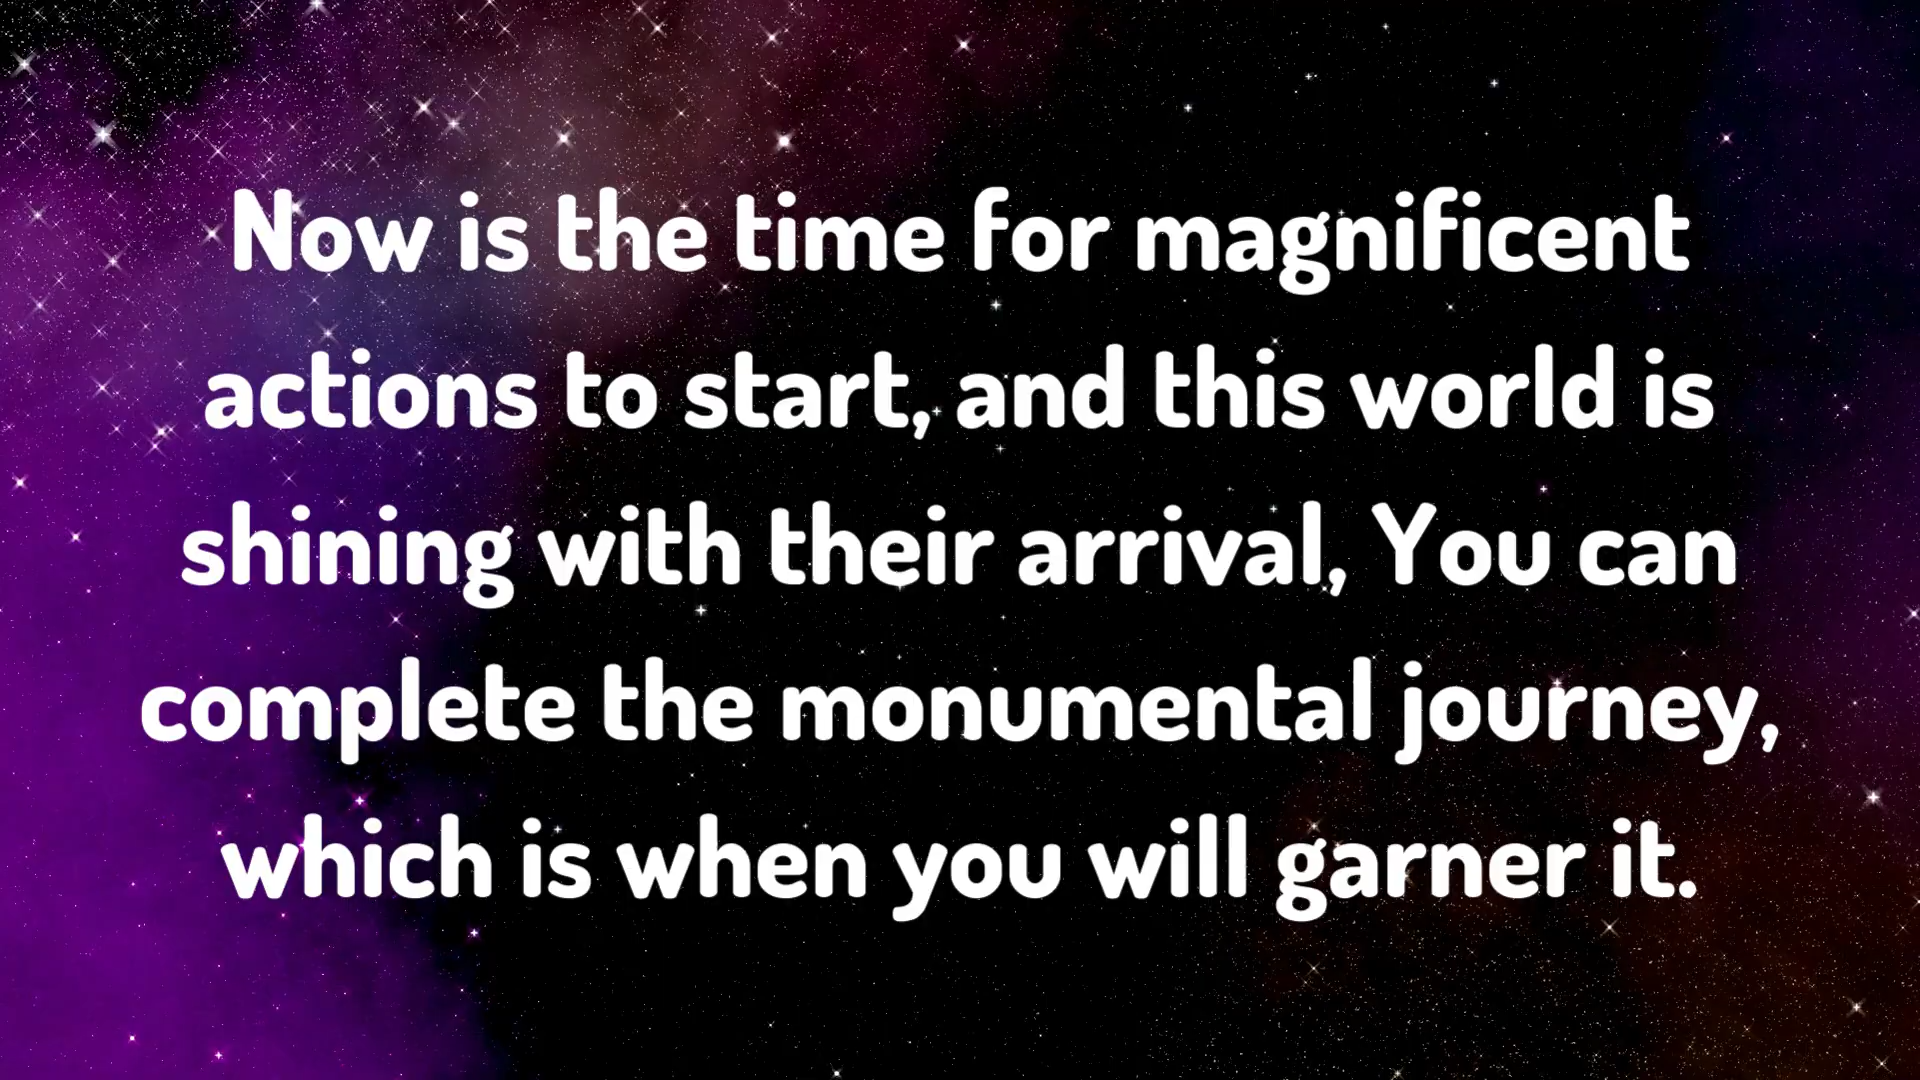 Now is the time for magnificent
actions to start, and this world is
shining with their arrival, You can
complete the monumental journey,
which is when you will garner it.